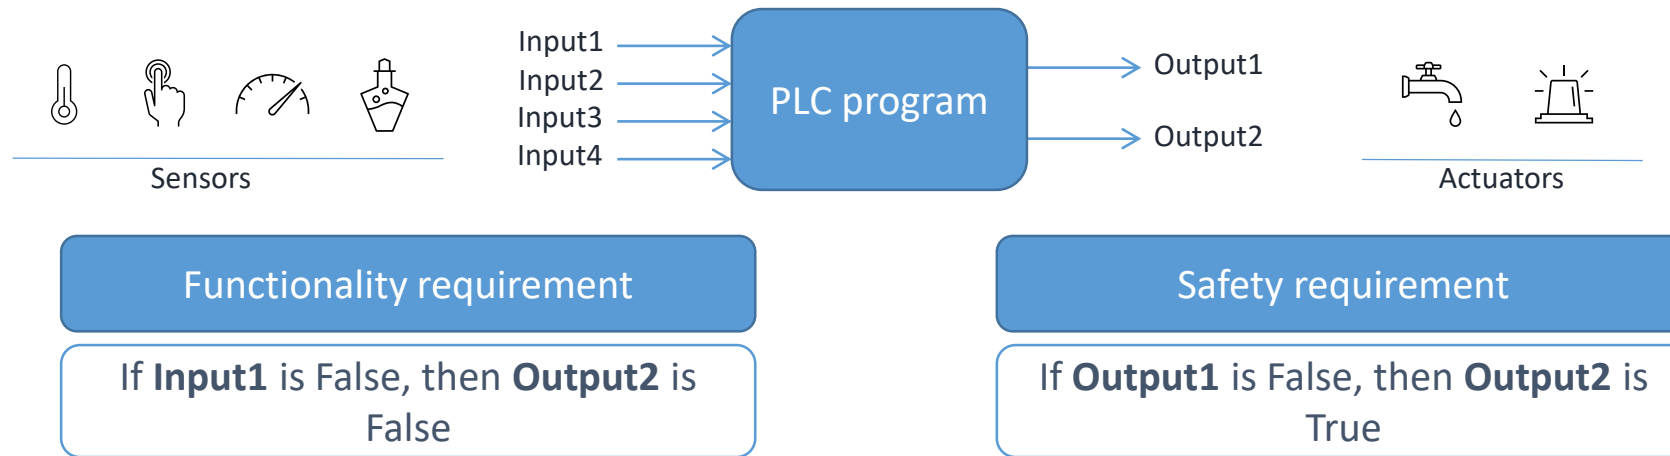 Input1
Input2
Input3
Input4
PLC program
Output1
Output2
Sensors
Actuators
Functionality requirement
If Input1 is False, then Output2 is
False
Safety requirement
If Output1 is False, then Output2 is
True